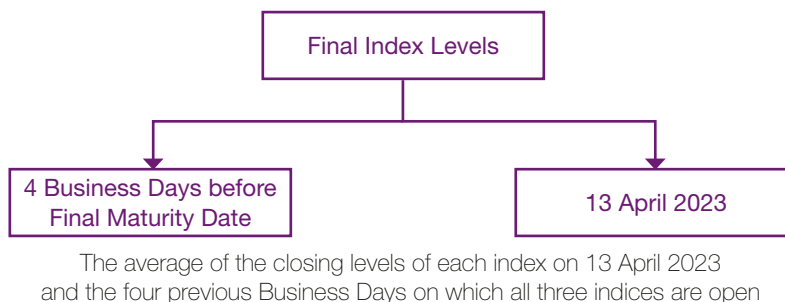 Final Index Levels
4 Business Days before
Final Maturity Date
13 April 2023
The average of the closing levels of each index on 13 April 2023
and the four previous Business Days on which all three indices are open